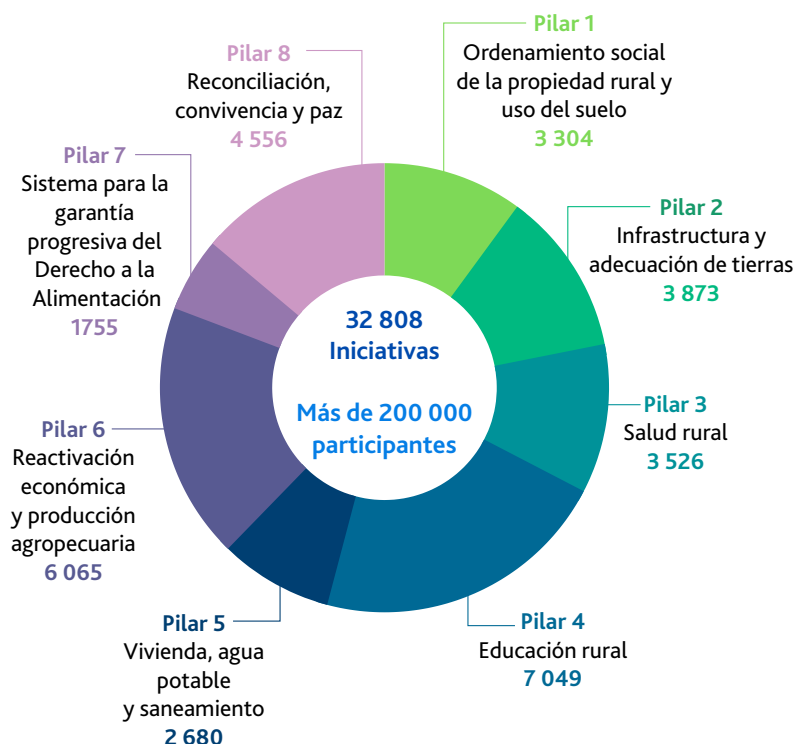 Pilar 1
Ordenamiento social
de la propiedad rural y
uso del suelo
3 304
Pilar 2
Infrastructura y
adecuación de tierras
3 873
Pilar 3
Salud rural
3 526
Pilar 4
Educación rural
7 049
Pilar 5
Vivienda, agua
potable
y saneamiento
2 680
Pilar 6
Reactivación
económica
y producción
agropecuaria
6 065
Pilar 7
Sistema para la
garantía
progresiva del
Derecho a la
Alimentación
1755
Pilar 8
Reconciliación,
convivencia y paz
4 556
32 808
Iniciativas
Más de 200 000
participantes